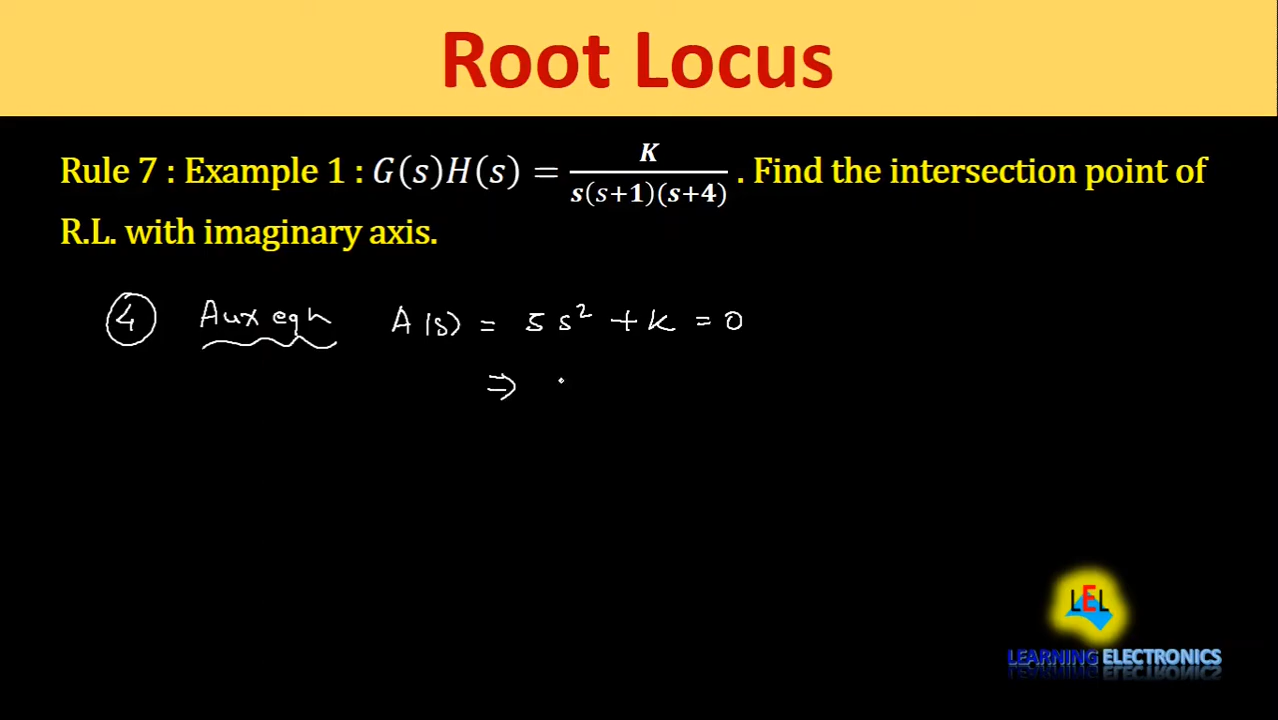 Root Locus
Rule 7 : Example 1 : G(s)H(s) = K / s(s+1)(s+4) . Find the intersection point of
R.L. with imaginary axis.
4 Aux eqn A(s) = 5s² + k = 0
⇒
LEL
LEARNING ELECTRONICS